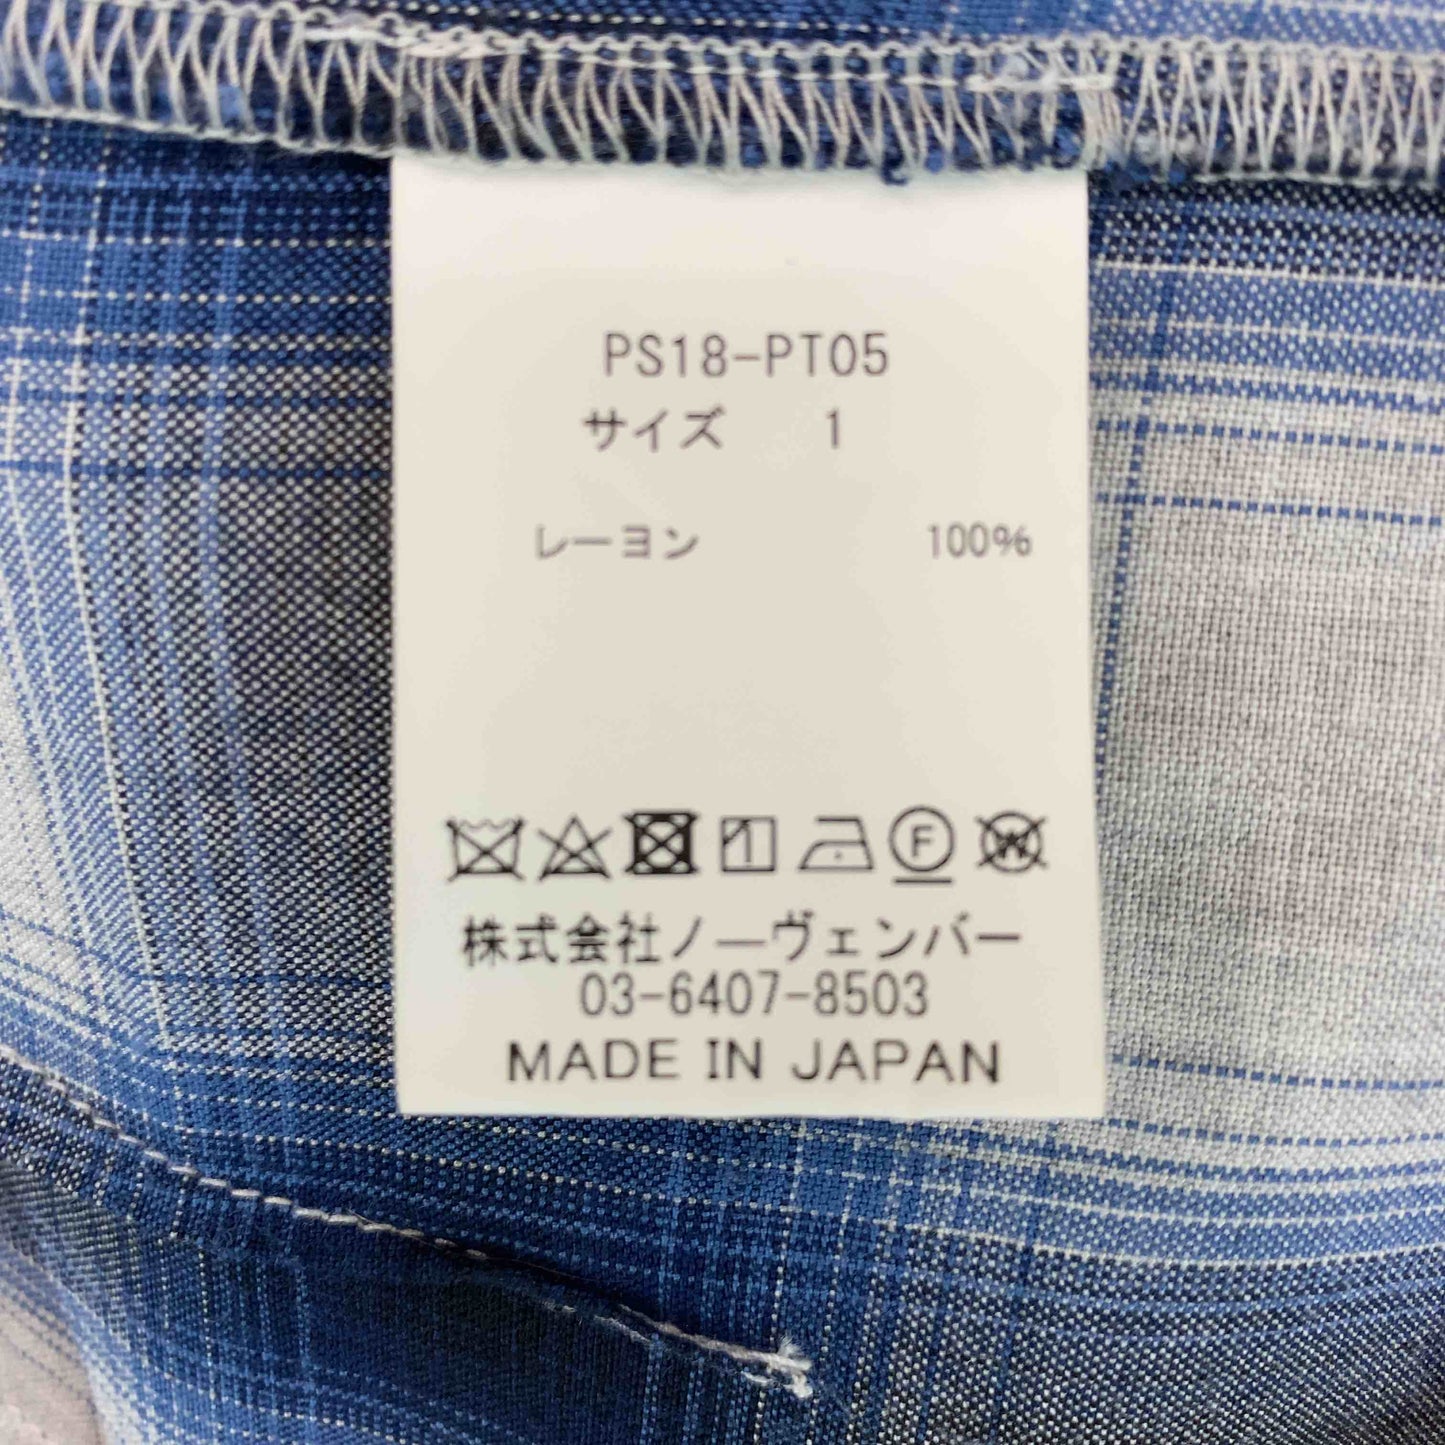 PS18-PT05
サイズ 1
レーヨン 100%
F W
株式会社ノーヴェンバー
03-6407-8503
MADE IN JAPAN